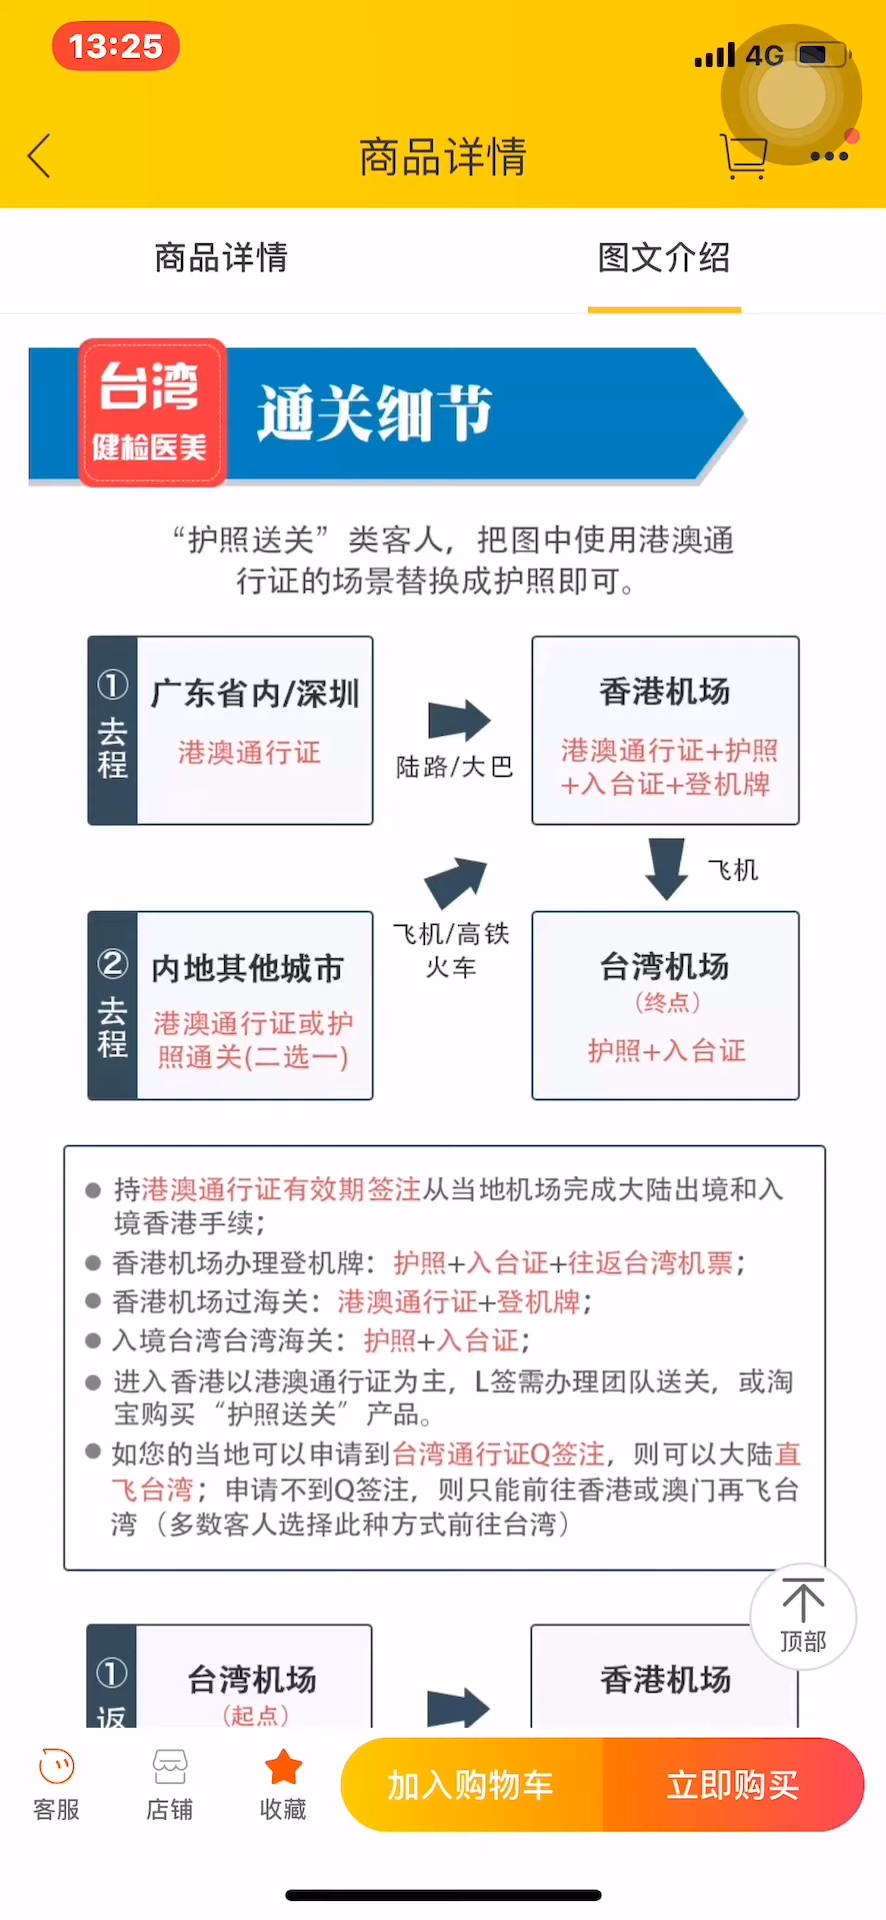 13:25
4G
商品详情
商品详情
图文介绍
台湾
健检医美
通关细节
“护照送关”类客人，把图中使用港澳通
行证的场景替换成护照即可。
①去程
广东省内/深圳
港澳通行证
陆路/大巴
香港机场
港澳通行证+护照
+入台证+登机牌
飞机
②去程
内地其他城市
港澳通行证或护
照通关(二选一)
飞机/高铁
火车
台湾机场
（终点）
护照+入台证
● 持港澳通行证有效期签注从当地机场完成大陆出境和入
境香港手续；
● 香港机场办理登机牌：护照+入台证+往返台湾机票；
● 香港机场过海关：港澳通行证+登机牌；
● 入境台湾台湾海关：护照+入台证；
● 进入香港以港澳通行证为主，L签需办理团队送关，或淘
宝购买“护照送关”产品。
● 如您的当地可以申请到台湾通行证Q签注，则可以大陆直
飞台湾；申请不到Q签注，则只能前往香港或澳门再飞台
湾（多数客人选择此种方式前往台湾）
顶部
①返
台湾机场
（起点）
香港机场
客服
店铺
收藏
加入购物车
立即购买